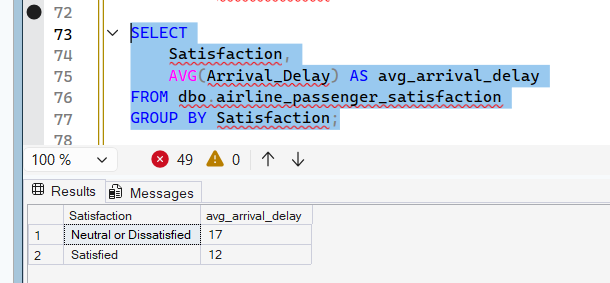 72
73 SELECT
74 Satisfaction,
75 AVG(Arrival_Delay) AS avg_arrival_delay
76 FROM dbo.airline_passenger_satisfaction
77 GROUP BY Satisfaction;
78
100 % 49 0
Results Messages
Satisfaction avg_arrival_delay
1 Neutral or Dissatisfied 17
2 Satisfied 12